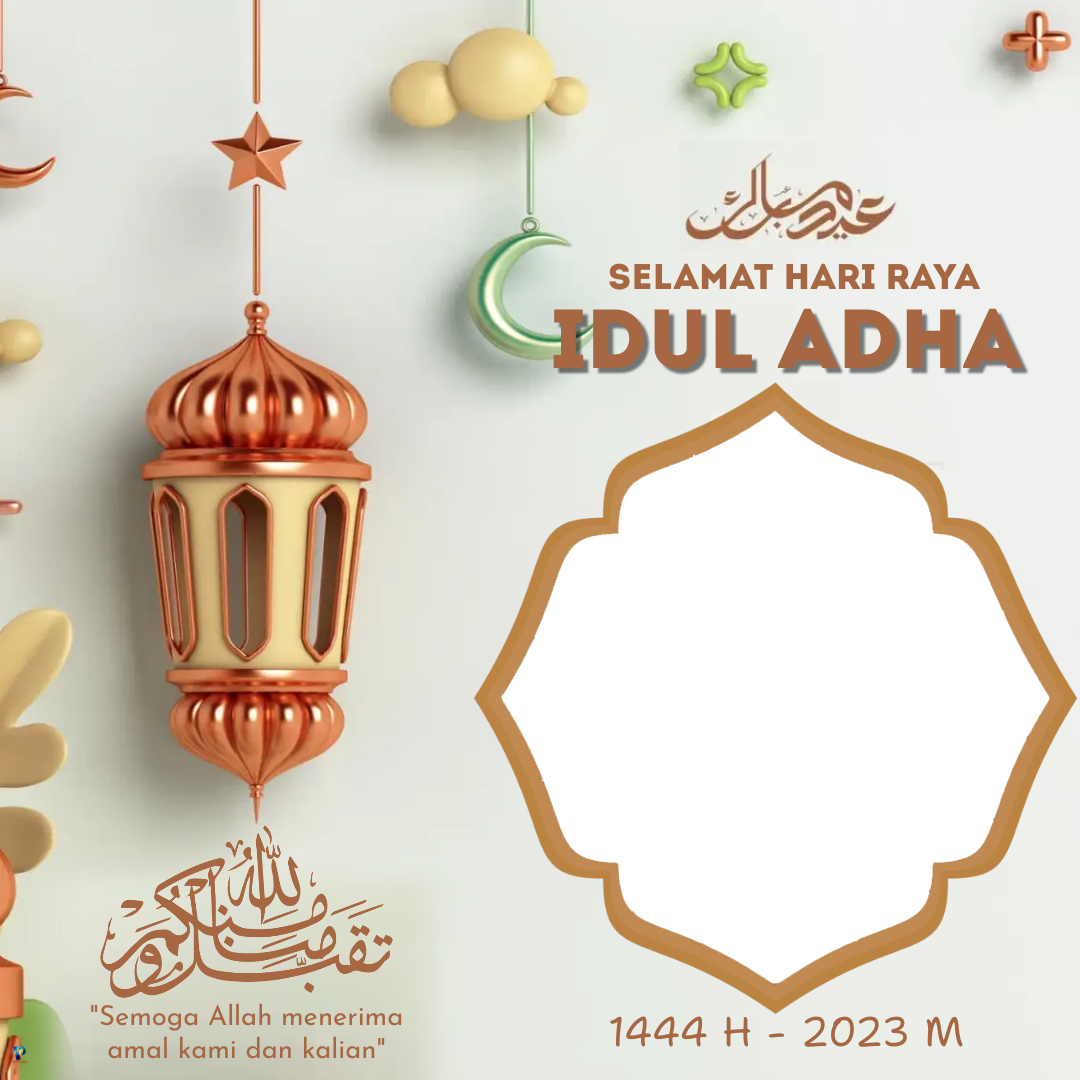 عيد مبارك
SELAMAT HARI RAYA
IDUL ADHA
تقبل الله منا ومنكم
"Semoga Allah menerima
amal kami dan kalian"
1444 H - 2023 M